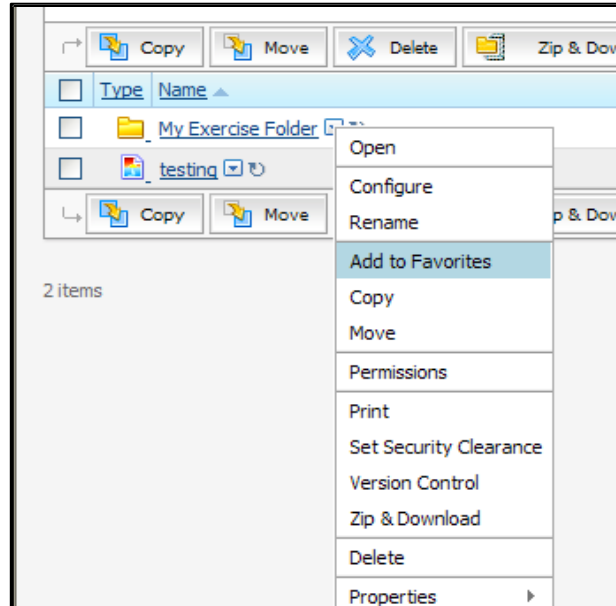 Copy Move Delete Zip & Dow
Type Name
My Exercise Folder
testing
Copy Move p & Dow
2 items
Open
Configure
Rename
Add to Favorites
Copy
Move
Permissions
Print
Set Security Clearance
Version Control
Zip & Download
Delete
Properties